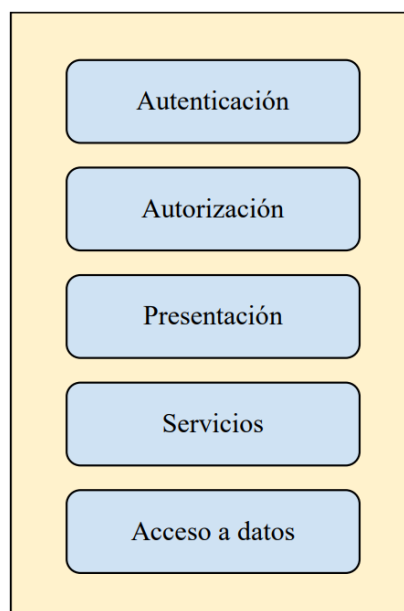 Autenticación
Autorización
Presentación
Servicios
Acceso a datos